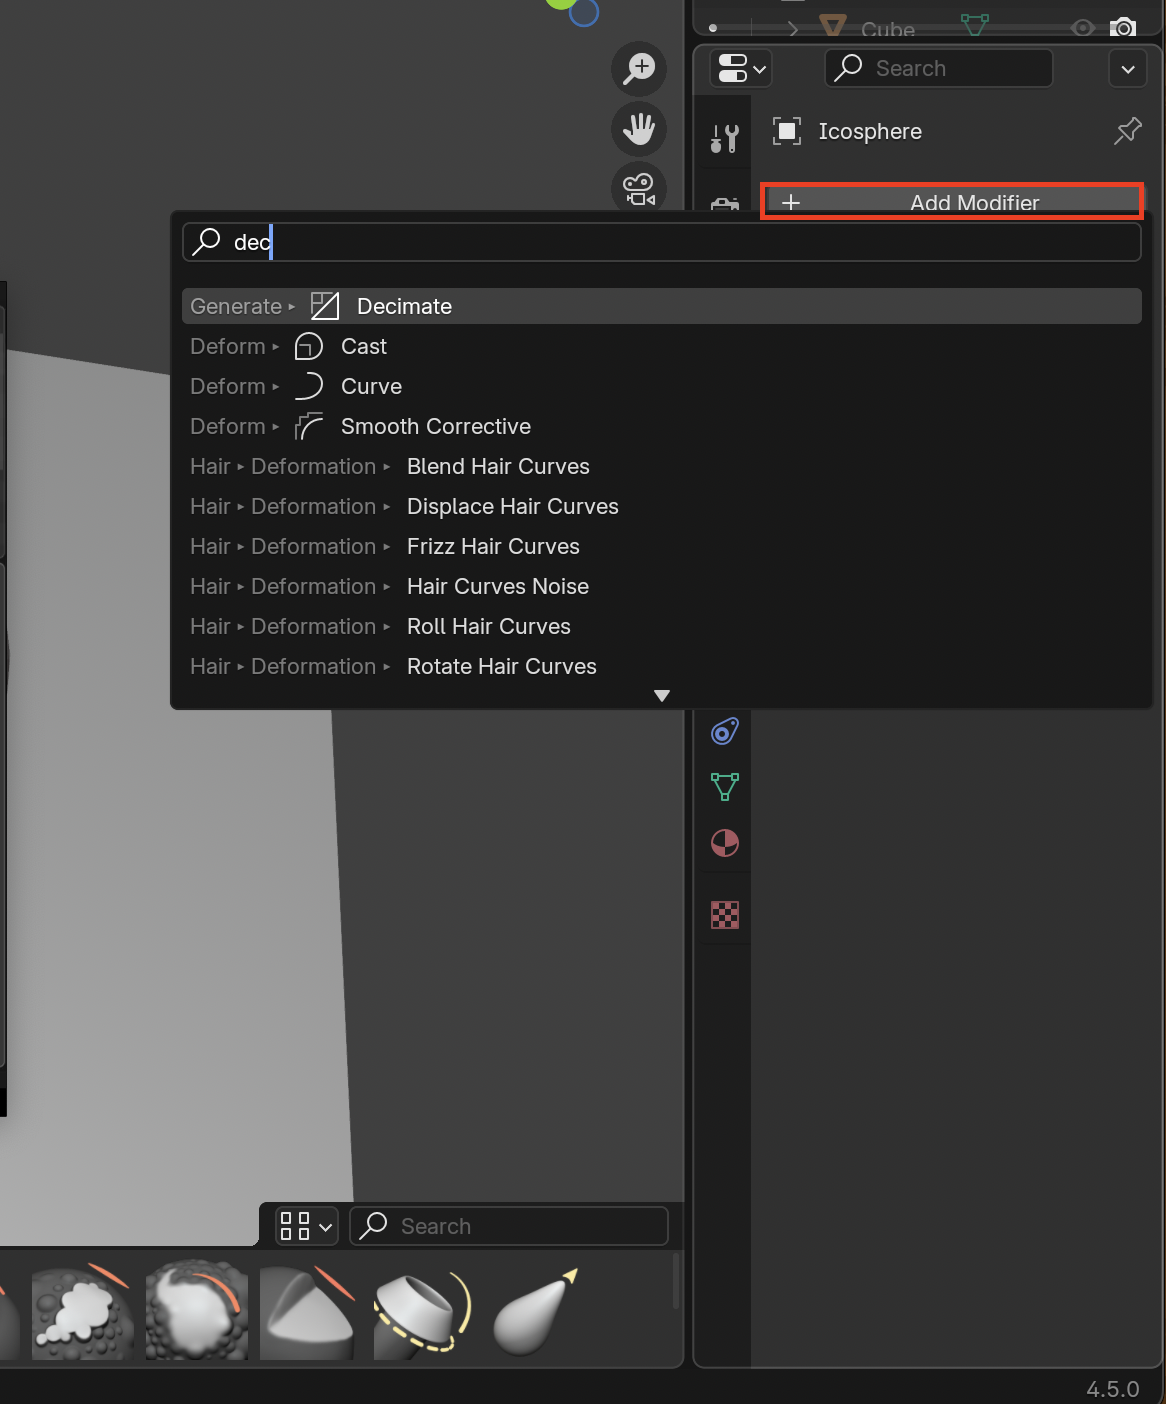 Cube
Search
Icosphere
Add Modifier
dec
Generate ▸ Decimate
Deform ▸ Cast
Deform ▸ Curve
Deform ▸ Smooth Corrective
Hair ▸ Deformation ▸ Blend Hair Curves
Hair ▸ Deformation ▸ Displace Hair Curves
Hair ▸ Deformation ▸ Frizz Hair Curves
Hair ▸ Deformation ▸ Hair Curves Noise
Hair ▸ Deformation ▸ Roll Hair Curves
Hair ▸ Deformation ▸ Rotate Hair Curves
Search
4.5.0